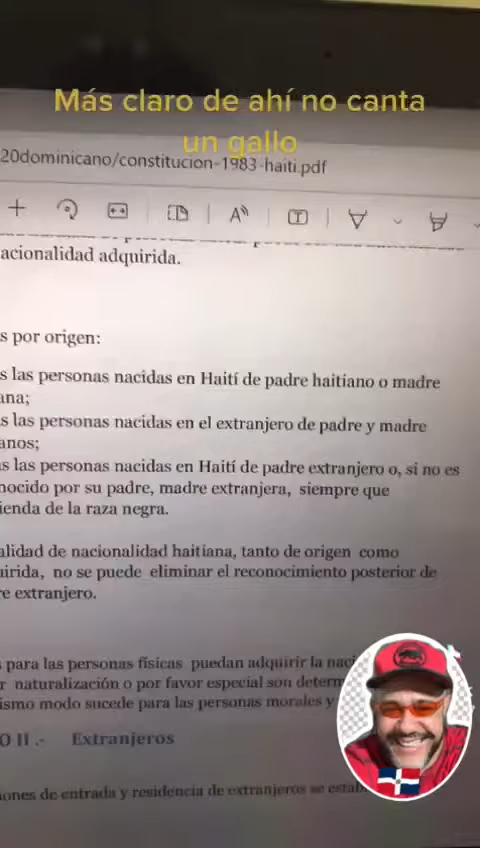 Más claro de ahí no canta
un gallo
20dominicano/constitucion-1983-haiti.pdf
acionalidad adquirida.
s por origen:
s las personas nacidas en Haití de padre haitiano o madre
ana;
s las personas nacidas en el extranjero de padre y madre
anos;
s las personas nacidas en Haití de padre extranjero o, si no es
nocido por su padre, madre extranjera, siempre que
ienda de la raza negra.
alidad de nacionalidad haitiana, tanto de origen como
uirida, no se puede eliminar el reconocimiento posterior de
re extranjero.
s para las personas físicas puedan adquirir la naci
r naturalización o por favor especial son determ
ismo modo sucede para las personas morales y
O II.- Extranjeros
iones de entrada y residencia de extranjeros se estab